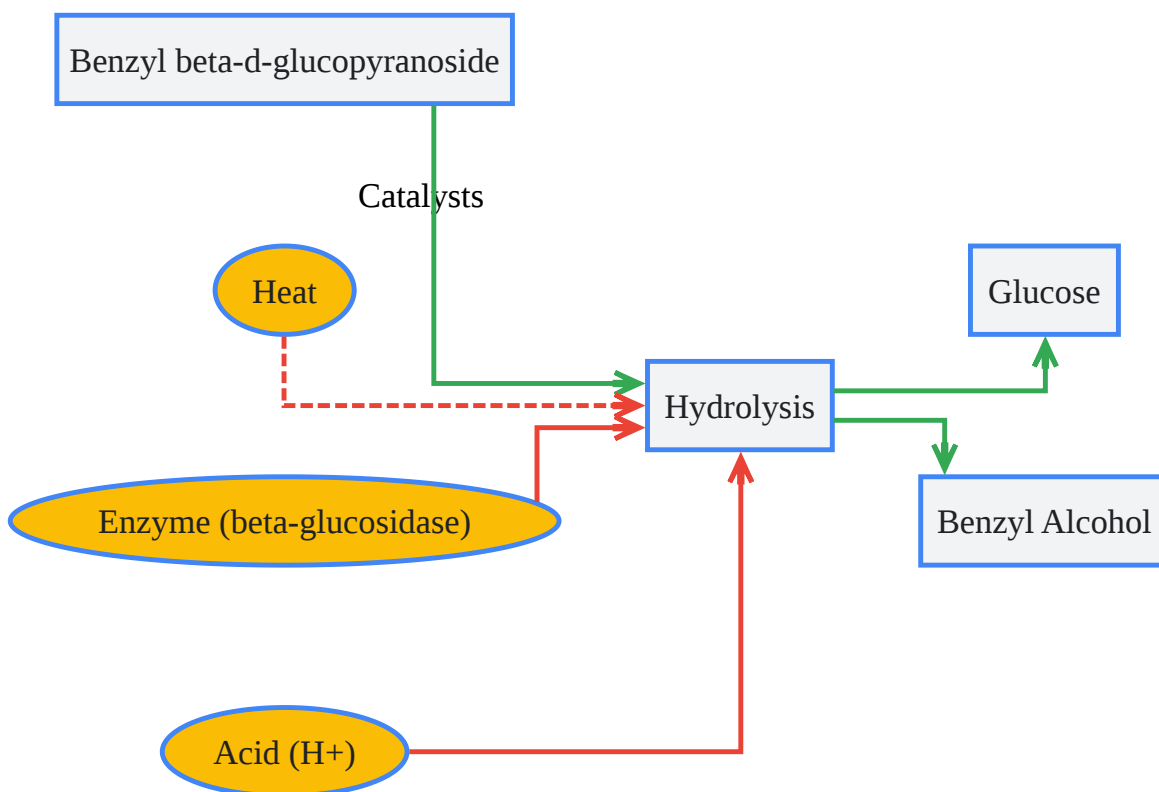 Benzyl beta-d-glucopyranoside
Catalysts
Heat
Glucose
Hydrolysis
Enzyme (beta-glucosidase)
Benzyl Alcohol
Acid (H+)